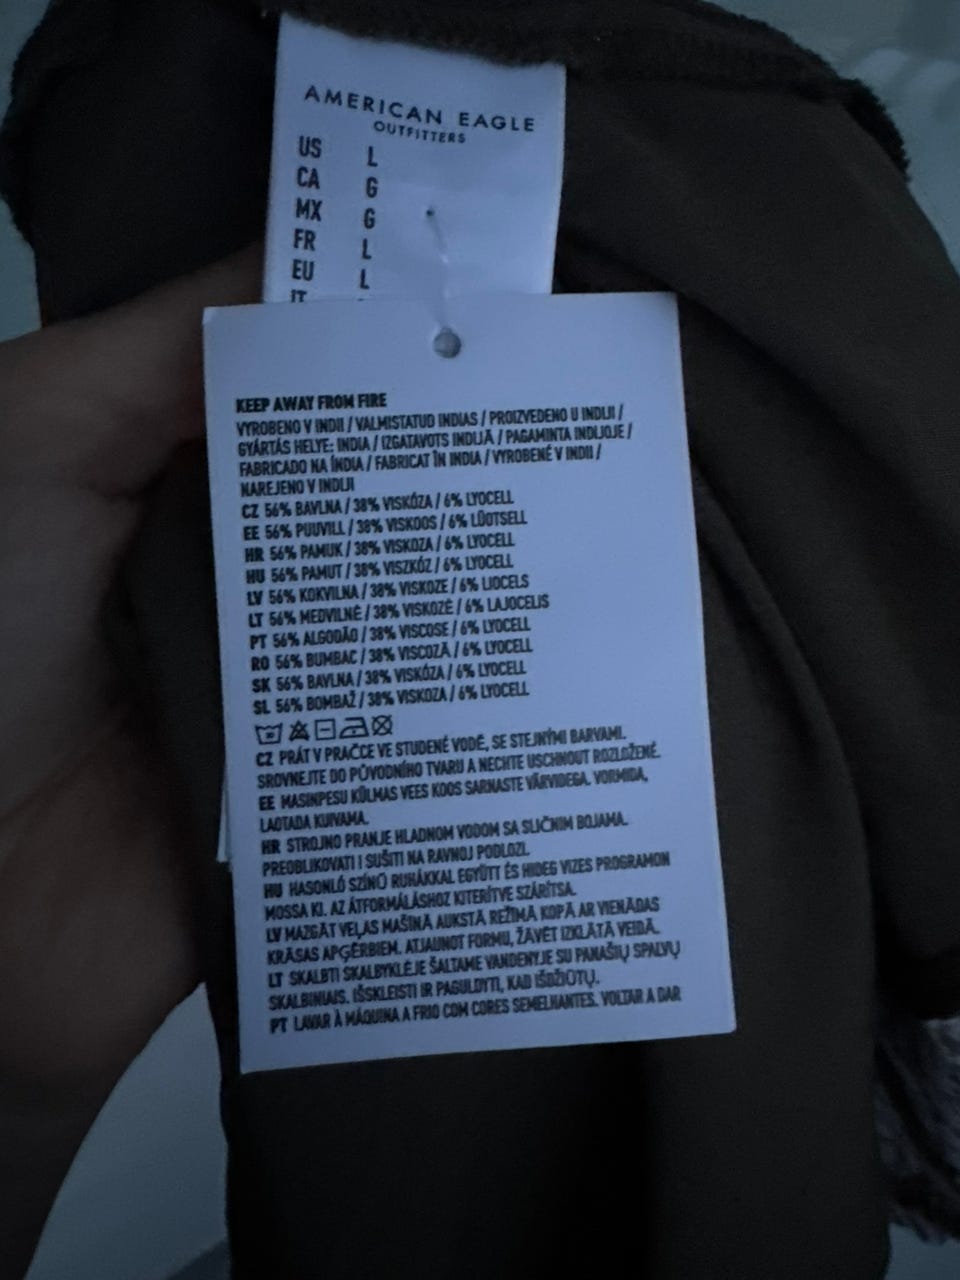 AMERICAN EAGLE
OUTFITTERS
US L
CA G
MX G
FR L
EU L
IT
KEEP AWAY FROM FIRE
VYROBENO V INDII / VALMISTATUD INDIAS / PROIZVEDENO U INDIJI /
GYÁRTÁS HELYE: INDIA / IZGATAVOTS INDIJĀ / PAGAMINTA INDIJOJE /
FABRICADO NA ÍNDIA / FABRICAT ÎN INDIA / VYROBENÉ V INDII /
NAREJENO V INDIJI
CZ 56% BAVLNA / 38% VISKÓZA / 6% LYOCELL
EE 56% PUUVILL / 38% VISKOOS / 6% LÜOTSELL
HR 56% PAMUK / 38% VISKOZA / 6% LYOCELL
HU 56% PAMUT / 38% VISZKÓZ / 6% LYOCELL
LV 56% KOKVILNA / 38% VISKOZE / 6% LIOCELS
LT 56% MEDVILNĖ / 38% VISKOZĖ / 6% LAJOCELIS
PT 56% ALGODÃO / 38% VISCOSE / 6% LYOCELL
RO 56% BUMBAC / 38% VISCOZĂ / 6% LYOCELL
SK 56% BAVLNA / 38% VISKÓZA / 6% LYOCELL
SL 56% BOMBAŽ / 38% VISKOZA / 6% LYOCELL
CZ PRÁT V PRAČCE VE STUDENÉ VODĚ, SE STEJNÝMI BARVAMI.
SROVNEJTE DO PŮVODNÍHO TVARU A NECHTE USCHNOUT ROZLOŽENÉ.
EE MASINPESU KÜLMAS VEES KOOS SARNASTE VÄRVIDEGA. VORMIDA,
LAOTADA KUIVAMA.
HR STROJNO PRANJE HLADNOM VODOM SA SLIČNIM BOJAMA.
PREOBLIKOVATI I SUŠITI NA RAVNOJ PODLOZI.
HU HASONLÓ SZÍNŰ RUHÁKKAL EGYÜTT ÉS HIDEG VIZES PROGRAMON
MOSSA KI. AZ ÁTFORMÁLÁSHOZ KITERÍTVE SZÁRÍTSA.
LV MAZGĀT VEĻAS MAŠĪNĀ AUKSTĀ REŽĪMĀ KOPĀ AR VIENĀDAS
KRĀSAS APĢĒRBIEM. ATJAUNOT FORMU, ŽĀVĒT IZKLĀTĀ VEIDĀ.
LT SKALBTI SKALBYKLĖJE ŠALTAME VANDENYJE SU PANAŠIŲ SPALVŲ
SKALBINIAIS. IŠSKLEISTI IR PAGULDYTI, KAD IŠDŽIŪTŲ.
PT LAVAR À MÁQUINA A FRIO COM CORES SEMELHANTES. VOLTAR A DAR